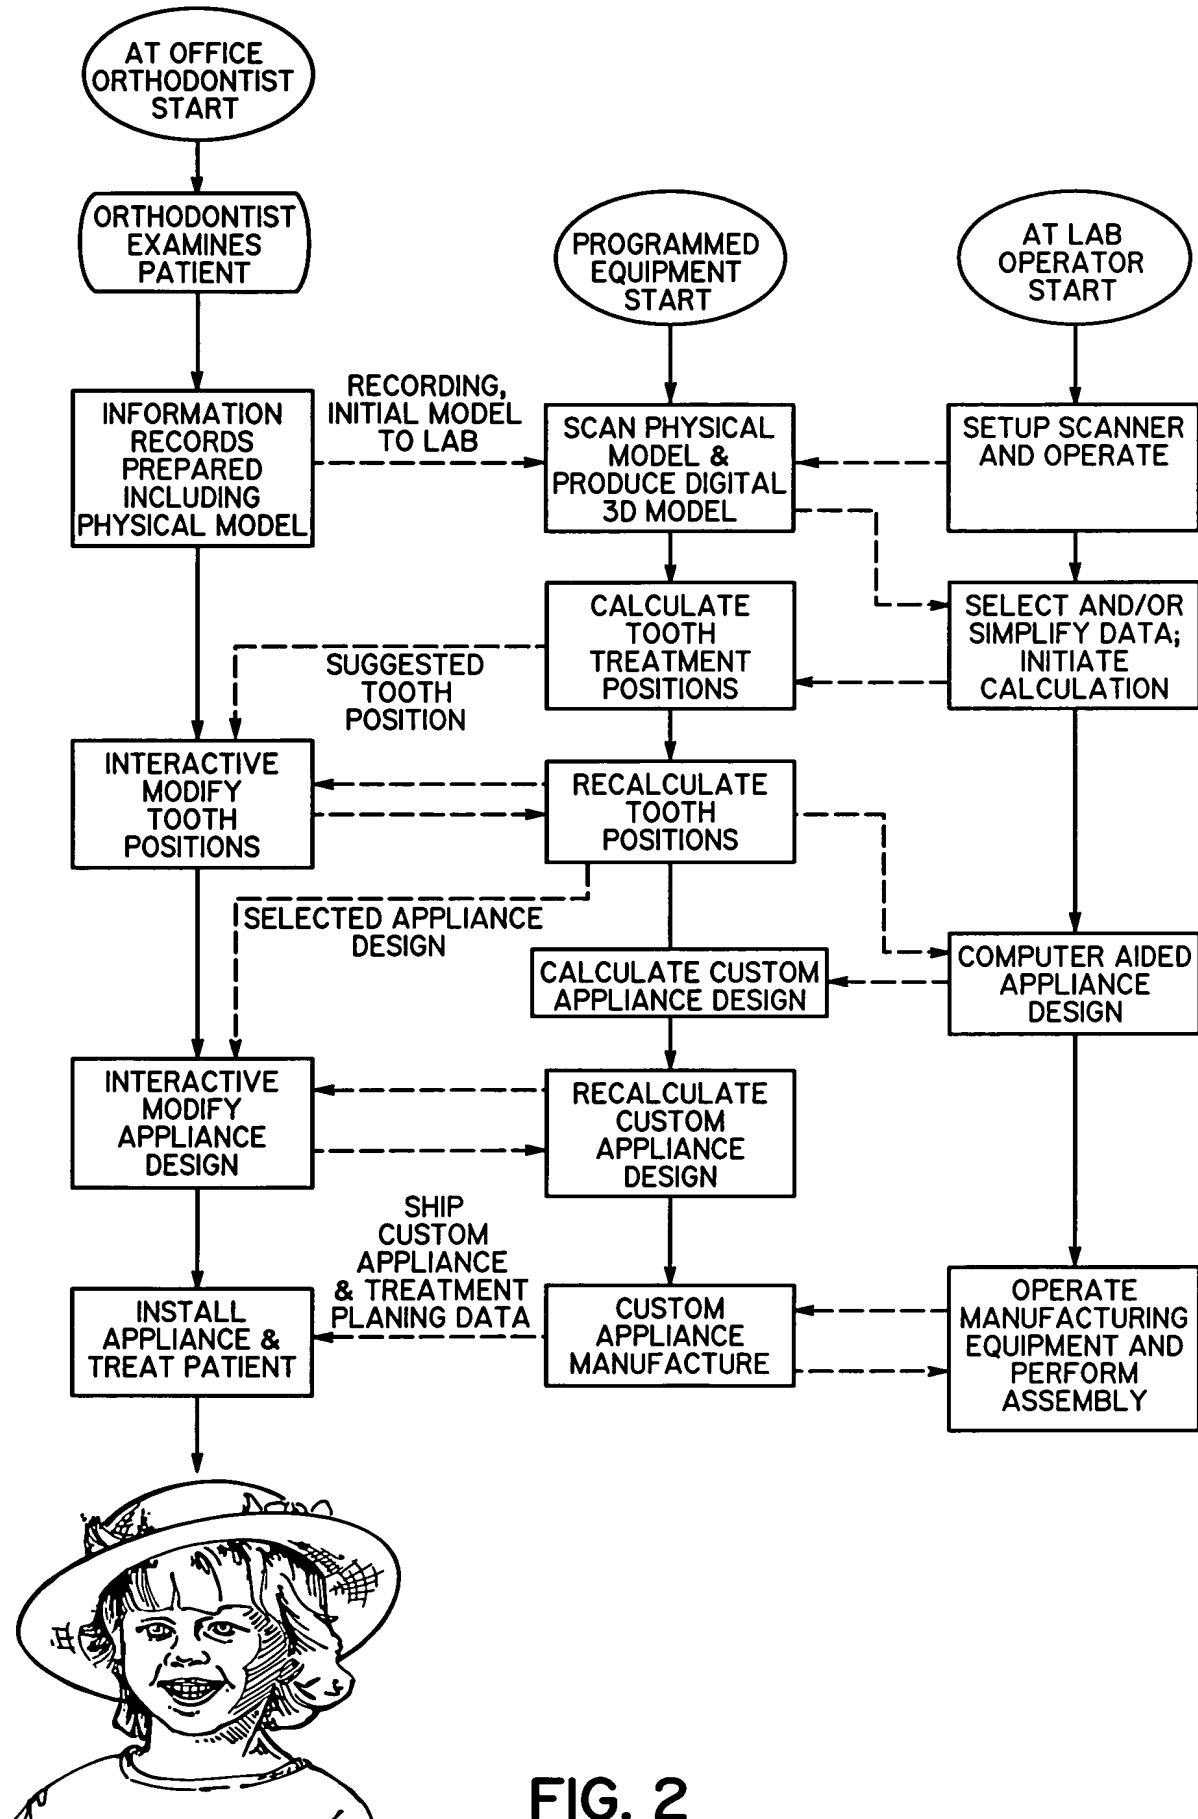 AT OFFICE
ORTHODONTIST
START
ORTHODONTIST
EXAMINES
PATIENT
PROGRAMMED
EQUIPMENT
START
AT LAB
OPERATOR
START
INFORMATION
RECORDS
PREPARED
INCLUDING
PHYSICAL MODEL
RECORDING,
INITIAL MODEL
TO LAB
SCAN PHYSICAL
MODEL &
PRODUCE DIGITAL
3D MODEL
SETUP SCANNER
AND OPERATE
CALCULATE
TOOTH
TREATMENT
POSITIONS
SELECT AND/OR
SIMPLIFY DATA;
INITIATE
CALCULATION
SUGGESTED
TOOTH
POSITION
INTERACTIVE
MODIFY
TOOTH
POSITIONS
RECALCULATE
TOOTH
POSITIONS
SELECTED APPLIANCE
DESIGN
CALCULATE CUSTOM
APPLIANCE DESIGN
COMPUTER AIDED
APPLIANCE
DESIGN
INTERACTIVE
MODIFY
APPLIANCE
DESIGN
RECALCULATE
CUSTOM
APPLIANCE
DESIGN
SHIP
CUSTOM
APPLIANCE
& TREATMENT
PLANING DATA
INSTALL
APPLIANCE &
TREAT PATIENT
CUSTOM
APPLIANCE
MANUFACTURE
OPERATE
MANUFACTURING
EQUIPMENT AND
PERFORM
ASSEMBLY
FIG. 2